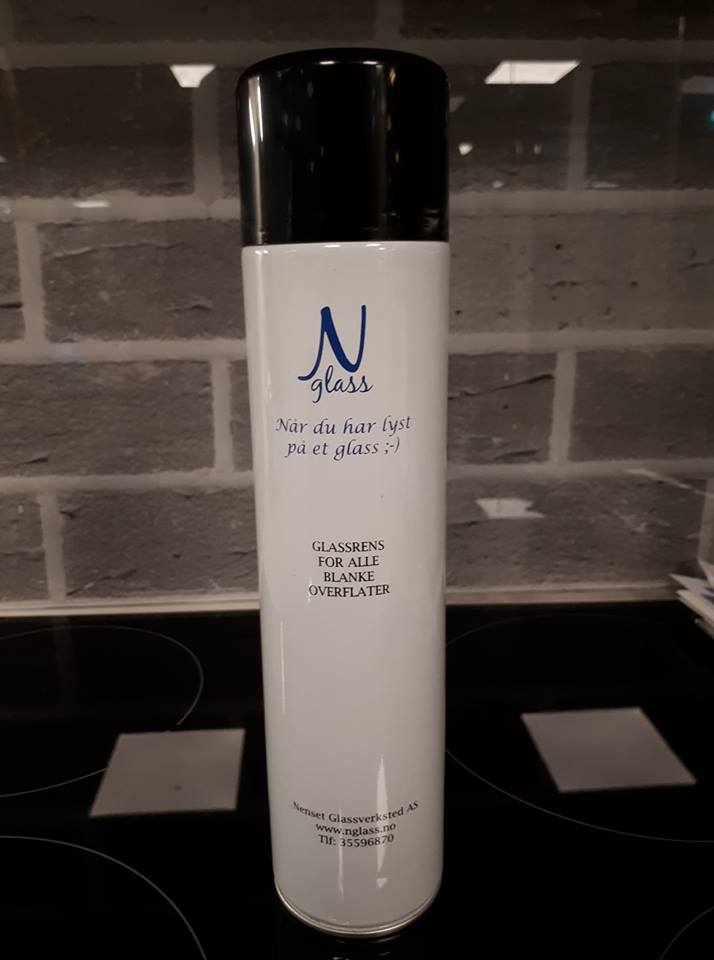 N
glass
Når du har lyst
på et glass ;-)
GLASSRENS
FOR ALLE
BLANKE
OVERFLATER
Nenset Glassverksted AS
www.nglass.no
Tlf: 35596870